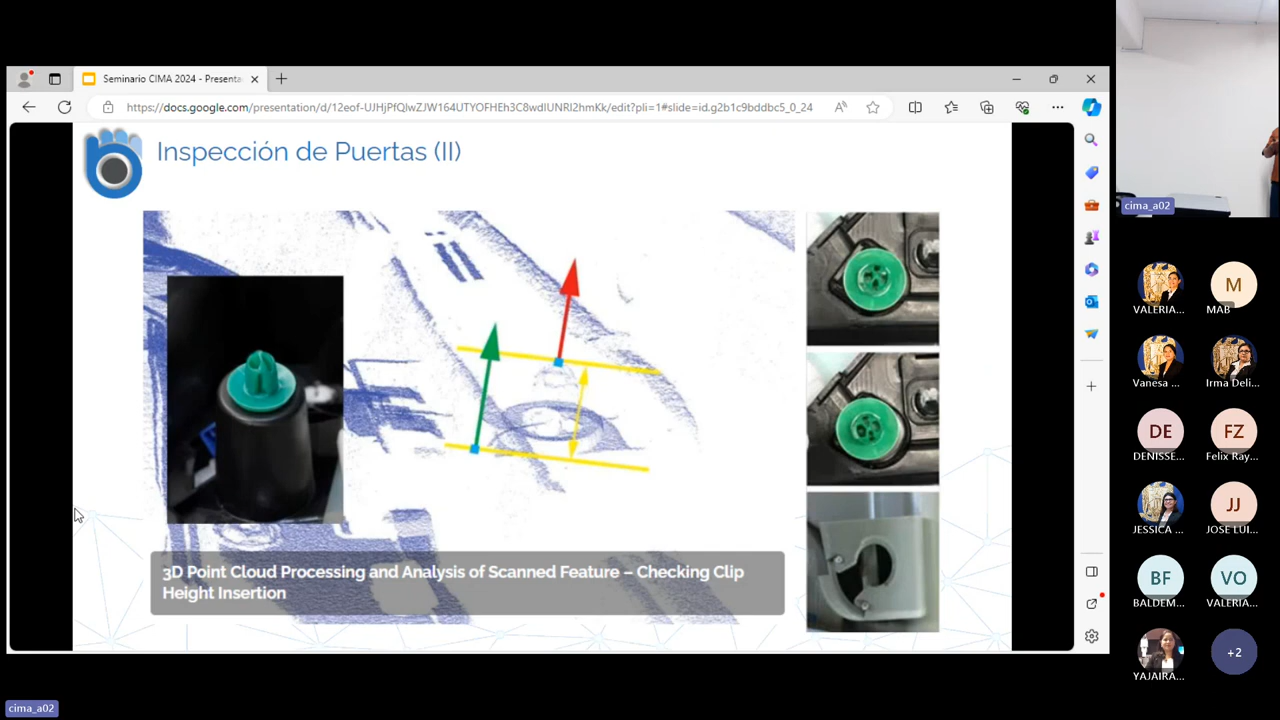 Seminario CIMA 2024 - Presenta
https://docs.google.com/presentation/d/12eof-UJHjPfQlwZJW164UTYOFHEh3C8wdIUNRI2hmKk/edit?pli=1#slide=id.g2b1c9bddbc5_0_24
Inspección de Puertas (II)
3D Point Cloud Processing and Analysis of Scanned Feature – Checking Clip
Height Insertion
cima_a02
VALERIA...
M
MAB
Vanesa ...
Irma Deli...
DE
DENISSE...
FZ
Felix Ray...
JESSICA ...
JJ
JOSE LUI...
BF
BALDEM...
VO
VALERIA...
YAJAIRA...
+2
cima_a02